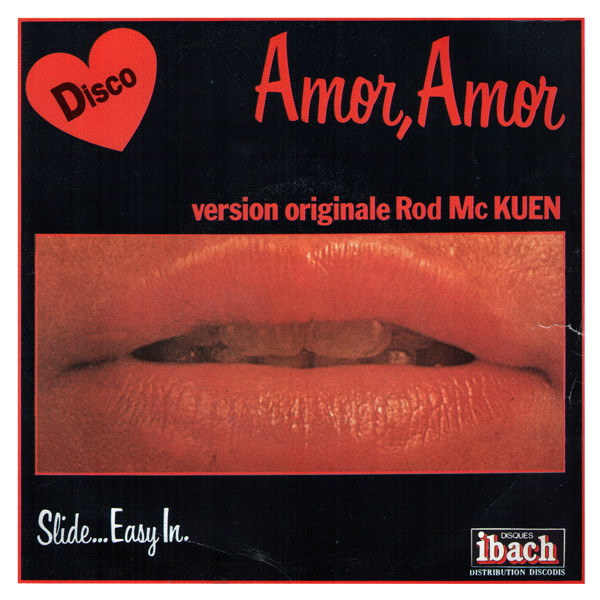 Disco
Amor, Amor
version originale Rod Mc KUEN
Slide...Easy In.
DISQUES
ibach
DISTRIBUTION DISCODIS